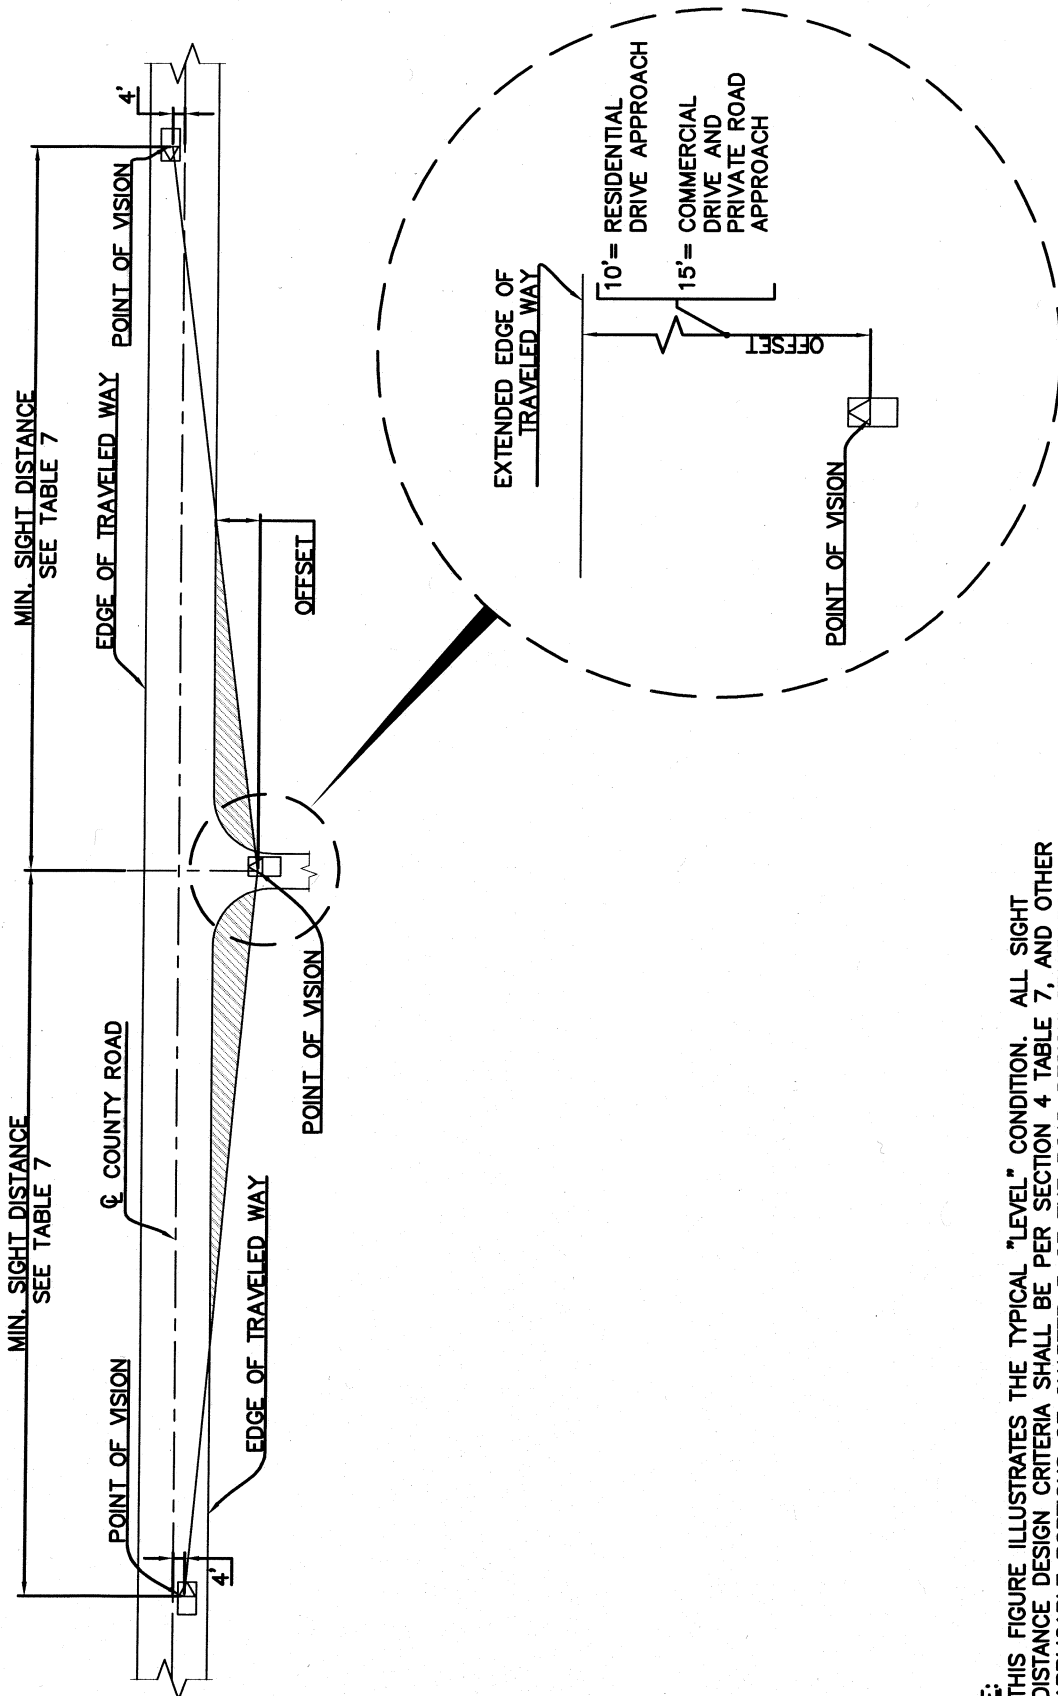 MIN. SIGHT DISTANCE
SEE TABLE 7
MIN. SIGHT DISTANCE
SEE TABLE 7
POINT OF VISION
℄ COUNTY ROAD
EDGE OF TRAVELED WAY
POINT OF VISION
4'
4'
EDGE OF TRAVELED WAY
POINT OF VISION
OFFSET
EXTENDED EDGE OF
TRAVELED WAY
10'= RESIDENTIAL
DRIVE APPROACH
15'= COMMERCIAL
DRIVE AND
PRIVATE ROAD
APPROACH
OFFSET
POINT OF VISION
THIS FIGURE ILLUSTRATES THE TYPICAL "LEVEL" CONDITION. ALL SIGHT
DISTANCE DESIGN CRITERIA SHALL BE PER SECTION 4 TABLE 7, AND OTHER